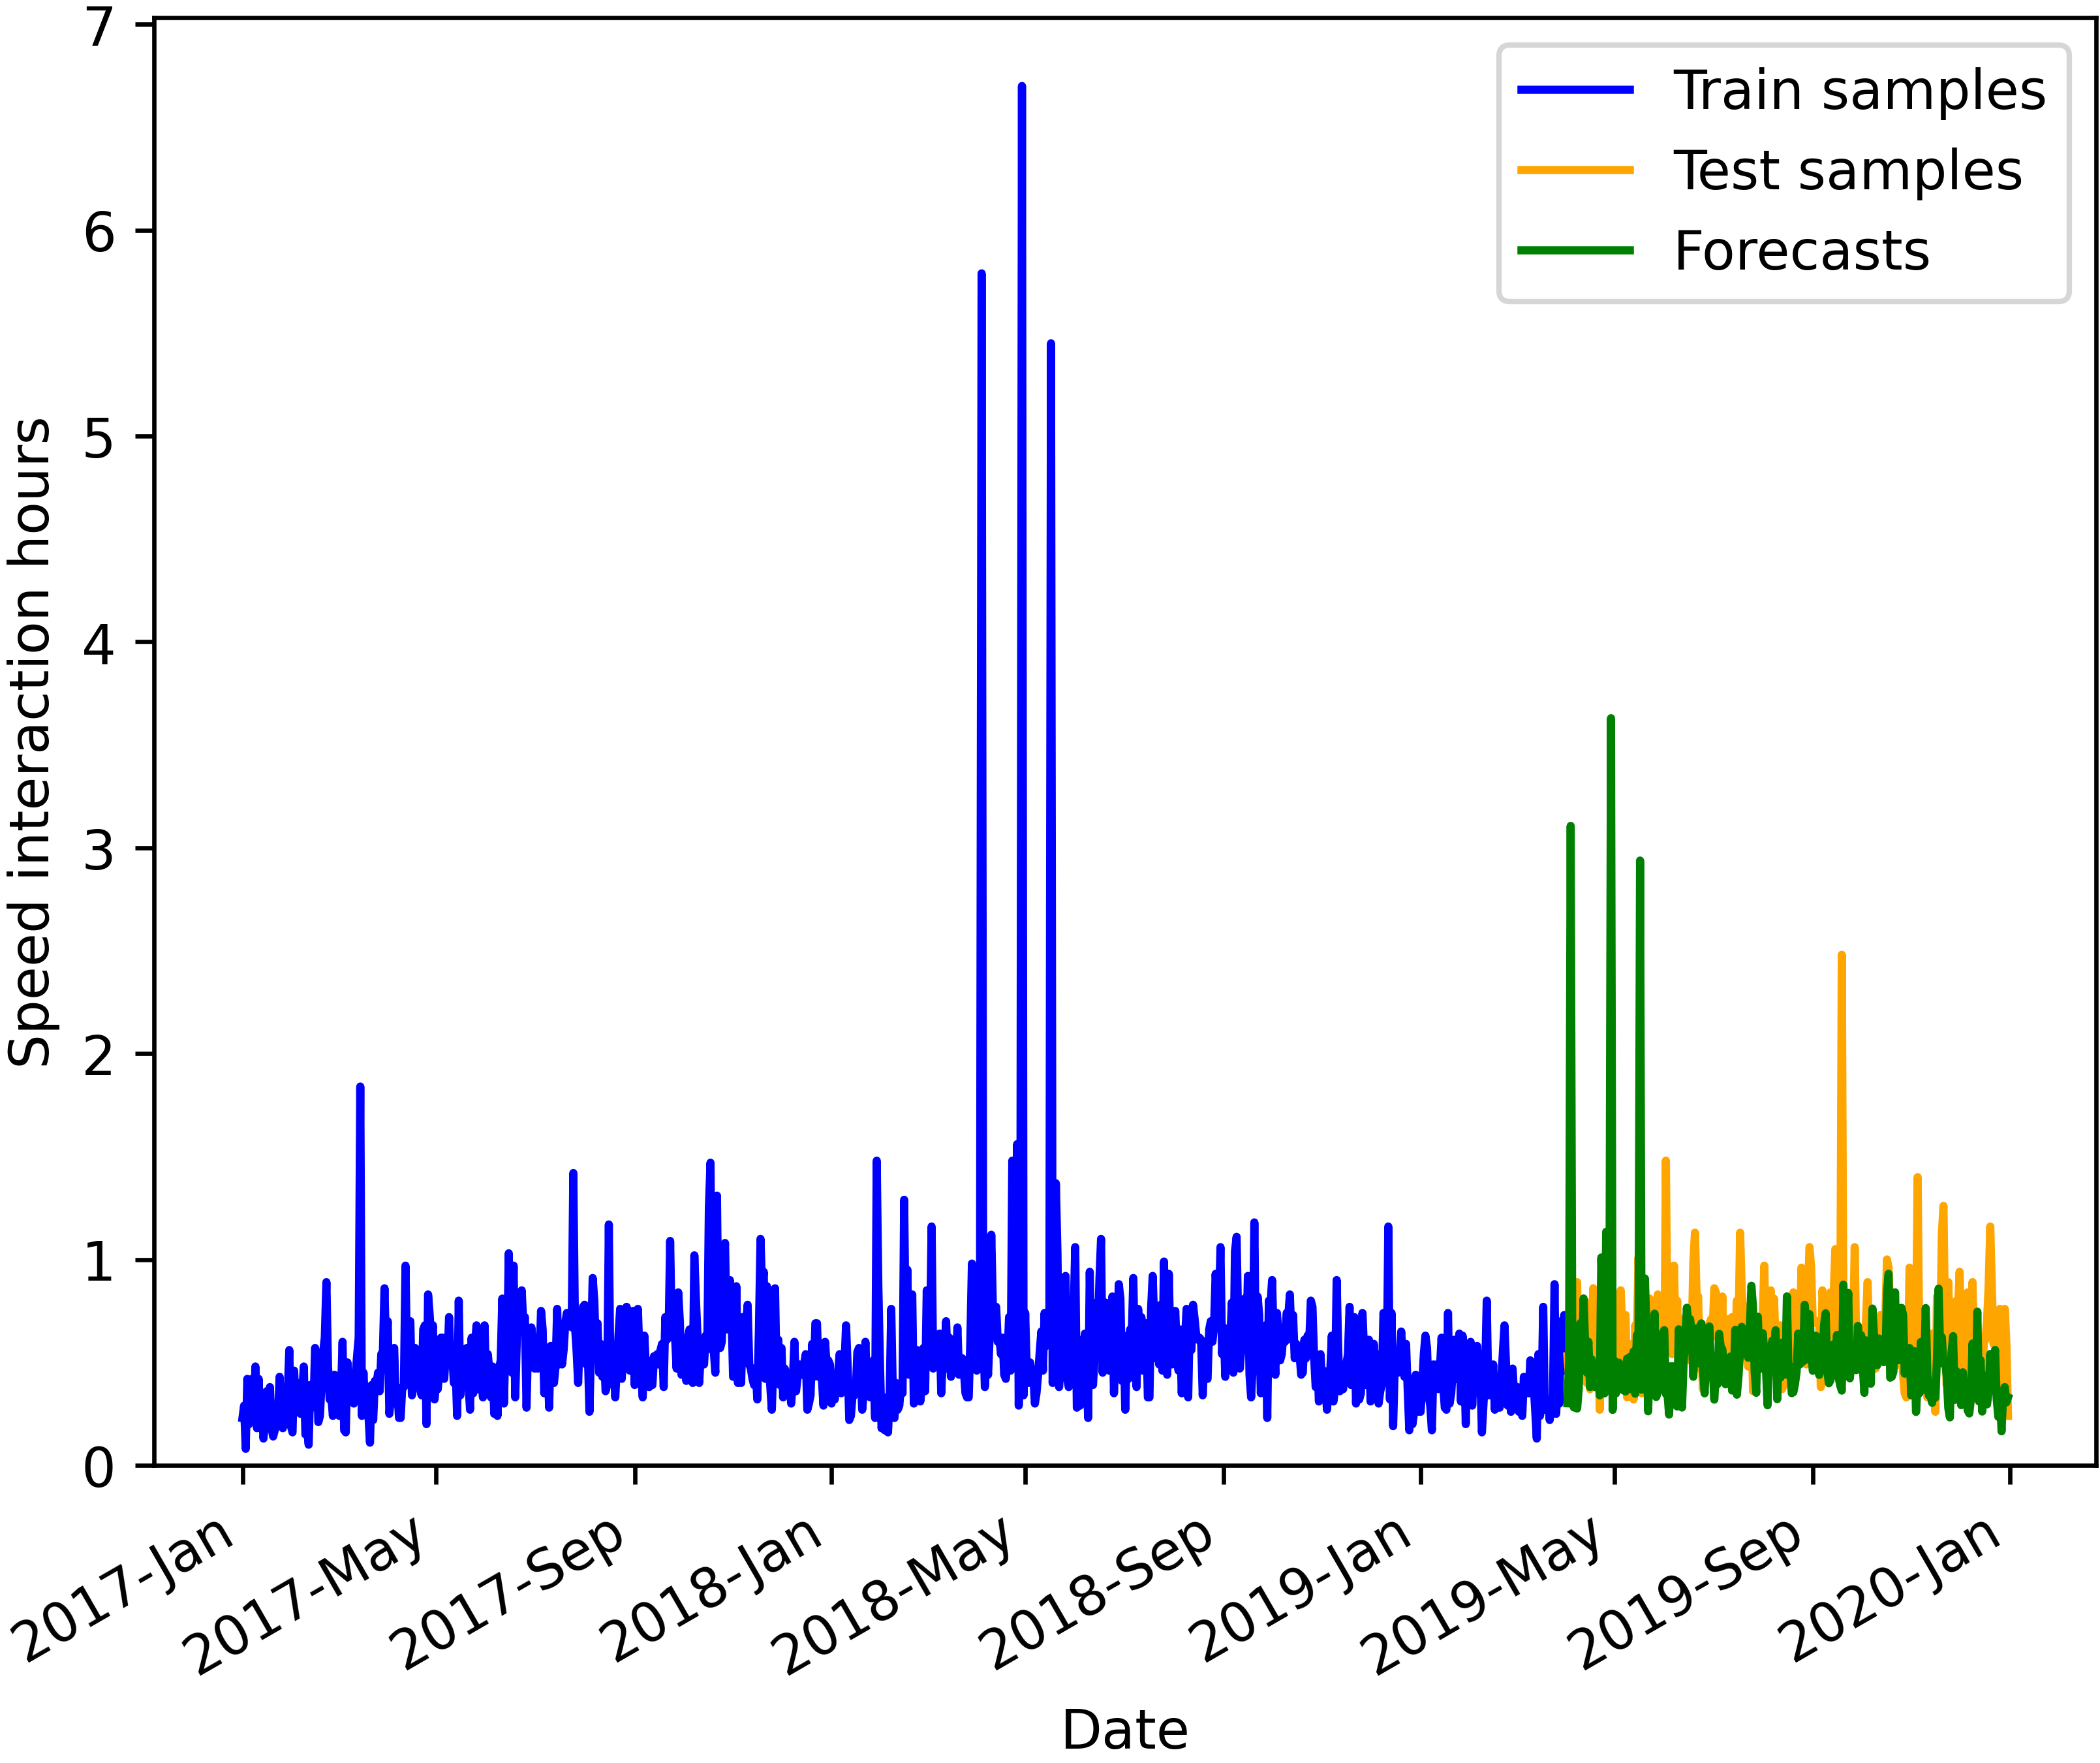 7
6
5
4
3
2
1
0
Speed interaction hours
Train samples
Test samples
Forecasts
2017-Jan
2017-May
2017-Sep
2018-Jan
2018-May
2018-Sep
2019-Jan
2019-May
2019-Sep
2020-Jan
Date